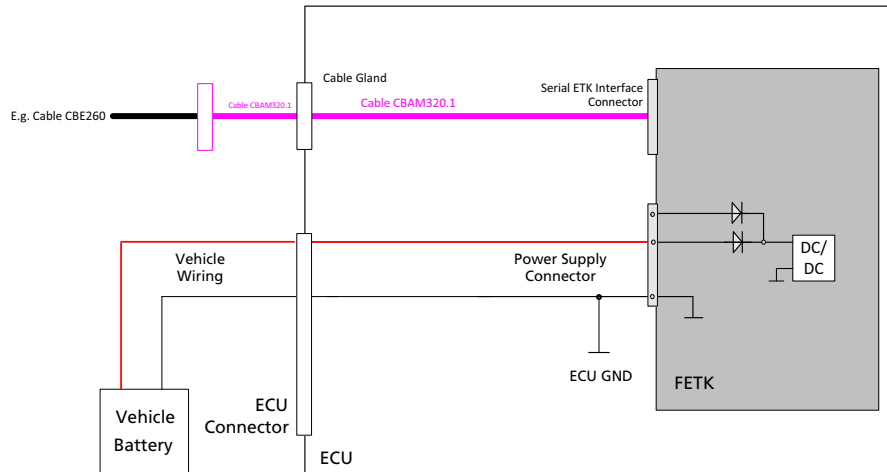 Cable Gland
Serial ETK Interface
Connector
E.g. Cable CBE260
Cable CBAM320.1
Cable CBAM320.1
Vehicle
Wiring
Power Supply
Connector
DC/
DC
ECU GND
FETK
Vehicle
Battery
ECU
Connector
ECU